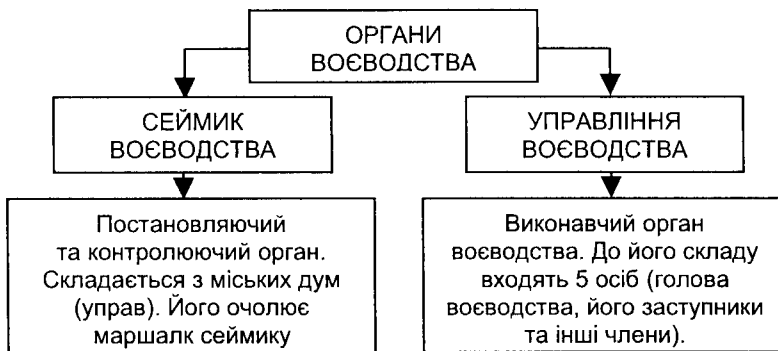 ОРГАНИ
ВОЄВОДСТВА
СЕЙМИК
ВОЄВОДСТВА
УПРАВЛІННЯ
ВОЄВОДСТВА
Постановляючий
та контролюючий орган.
Складається з міських дум
(управ). Його очолює
маршалк сеймику
Виконавчий орган
воєводства. До його складу
входять 5 осіб (голова
воєводства, його заступники
та інші члени).